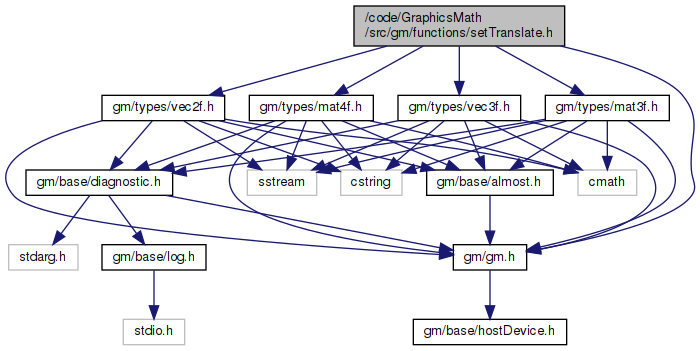 /code/GraphicsMath
/src/gm/functions/setTranslate.h
gm/types/vec2f.h
gm/types/mat4f.h
gm/types/vec3f.h
gm/types/mat3f.h
gm/base/diagnostic.h
sstream
cstring
gm/base/almost.h
cmath
stdarg.h
gm/base/log.h
gm/gm.h
stdio.h
gm/base/hostDevice.h